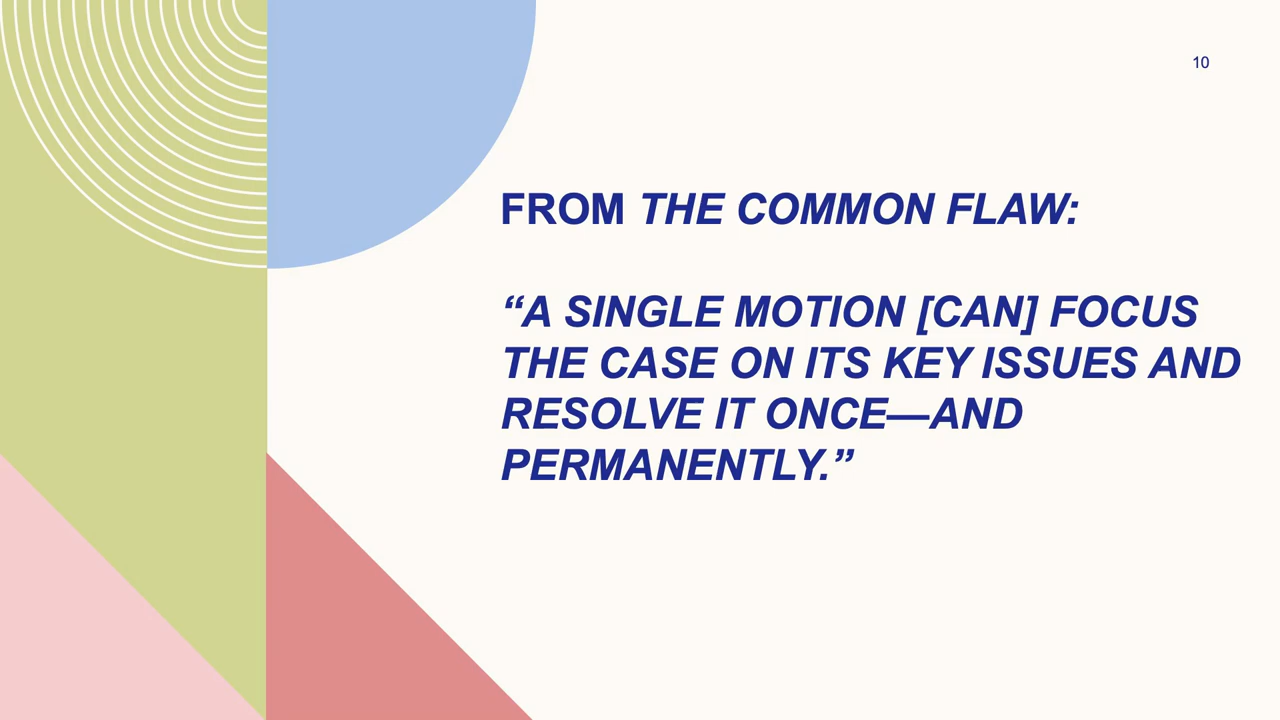 10
FROM THE COMMON FLAW:
“A SINGLE MOTION [CAN] FOCUS
THE CASE ON ITS KEY ISSUES AND
RESOLVE IT ONCE—AND
PERMANENTLY.”